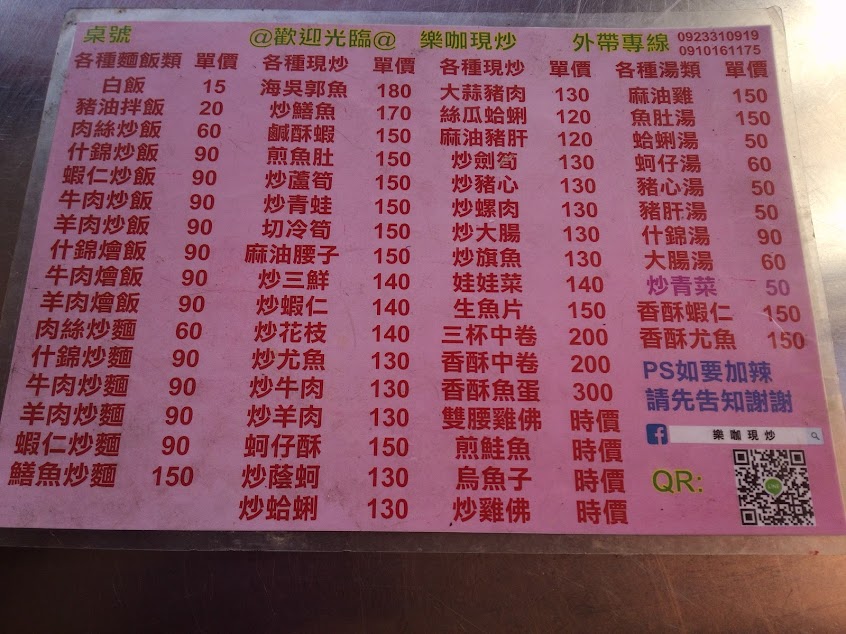 桌號 @歡迎光臨@ 樂咖現炒 外帶專線 0923310919
0910161175
各種麵飯類 單價
白飯 15
豬油拌飯 20
肉絲炒飯 60
什錦炒飯 90
蝦仁炒飯 90
牛肉炒飯 90
羊肉炒飯 90
什錦燴飯 90
牛肉燴飯 90
羊肉燴飯 90
肉絲炒麵 60
什錦炒麵 90
牛肉炒麵 90
羊肉炒麵 90
蝦仁炒麵 90
鱔魚炒麵 150
各種現炒 單價
海吳郭魚 180
炒鱔魚 170
鹹酥蝦 150
煎魚肚 150
炒蘆筍 150
炒青蛙 150
切冷筍 150
麻油腰子 150
炒三鮮 140
炒蝦仁 140
炒花枝 140
炒尤魚 130
炒牛肉 130
炒羊肉 130
蚵仔酥 150
炒蔭蚵 130
炒蛤蜊 130
各種現炒 單價
大蒜豬肉 130
絲瓜蛤蜊 120
麻油豬肝 120
炒劍筍 130
炒豬心 130
炒螺肉 130
炒大腸 130
炒旗魚 130
娃娃菜 140
生魚片 150
三杯中卷 200
香酥中卷 200
香酥魚蛋 300
雙腰雞佛 時價
煎鮭魚 時價
烏魚子 時價
炒雞佛 時價
各種湯類 單價
麻油雞 150
魚肚湯 150
蛤蜊湯 50
蚵仔湯 60
豬心湯 50
豬肝湯 50
什錦湯 90
大腸湯 60
炒青菜 50
香酥蝦仁 150
香酥尤魚 150
PS如要加辣
請先告知謝謝
f 樂咖現炒
QR:
LINE